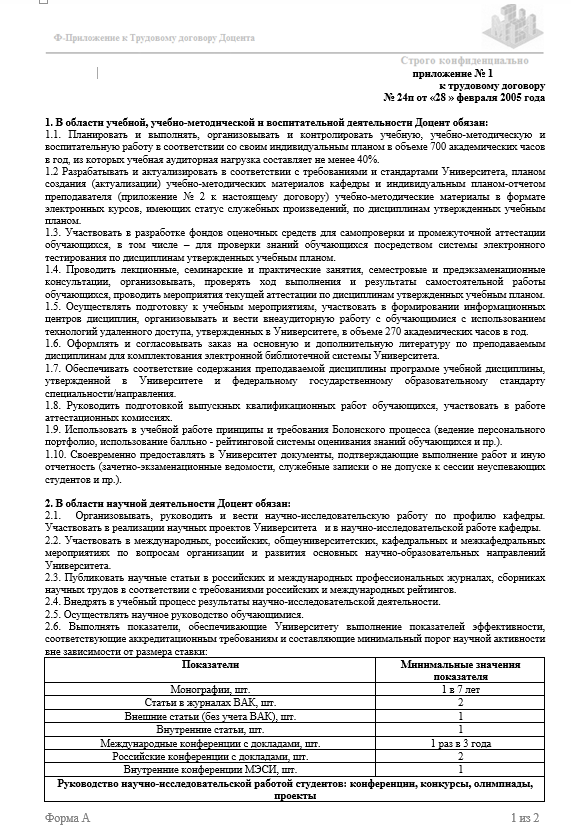 Ф-Приложение к Трудовому договору Доцента
Строго конфиденциально
приложение № 1
к трудовому договору
№ 24п от «28 » февраля 2005 года
1. В области учебной, учебно-методической и воспитательной деятельности Доцент обязан:
1.1. Планировать и выполнять, организовывать и контролировать учебную, учебно-методическую и
воспитательную работу в соответствии со своим индивидуальным планом в объеме 700 академических часов
в год, из которых учебная аудиторная нагрузка составляет не менее 40%.
1.2 Разрабатывать и актуализировать в соответствии с требованиями и стандартами Университета, планом
создания (актуализации) учебно-методических материалов кафедры и индивидуальным планом-отчетом
преподавателя (приложение № 2 к настоящему договору) учебно-методические материалы в формате
электронных курсов, имеющих статус служебных произведений, по дисциплинам утвержденных учебным
планом.
1.3. Участвовать в разработке фондов оценочных средств для самопроверки и промежуточной аттестации
обучающихся, в том числе – для проверки знаний обучающихся посредством системы электронного
тестирования по дисциплинам утвержденных учебным планом.
1.4. Проводить лекционные, семинарские и практические занятия, семестровые и предэкзаменационные
консультации, организовывать, проверять ход выполнения и результаты самостоятельной работы
обучающихся, проводить мероприятия текущей аттестации по дисциплинам утвержденных учебным планом.
1.5. Осуществлять подготовку к учебным мероприятиям, участвовать в формировании информационных
центров дисциплин, организовывать и вести внеаудиторную работу с обучающимися с использованием
технологий удаленного доступа, утвержденных в Университете, в объеме 270 академических часов в год.
1.6. Оформлять и согласовывать заказ на основную и дополнительную литературу по преподаваемым
дисциплинам для комплектования электронной библиотечной системы Университета.
1.7. Обеспечивать соответствие содержания преподаваемой дисциплины программе учебной дисциплины,
утвержденной в Университете и федеральному государственному образовательному стандарту
специальности/направления.
1.8. Руководить подготовкой выпускных квалификационных работ обучающихся, участвовать в работе
аттестационных комиссиях.
1.9. Использовать в учебной работе принципы и требования Болонского процесса (ведение персонального
портфолио, использование балльно - рейтинговой системы оценивания знаний обучающихся и пр.).
1.10. Своевременно предоставлять в Университет документы, подтверждающие выполнение работ и иную
отчетность (зачетно-экзаменационные ведомости, служебные записки о не допуске к сессии неуспевающих
студентов и пр.).
2. В области научной деятельности Доцент обязан:
2.1. Организовывать, руководить и вести научно-исследовательскую работу по профилю кафедры.
Участвовать в реализации научных проектов Университета и в научно-исследовательской работе кафедры.
2.2. Участвовать в международных, российских, общеуниверситетских, кафедральных и межкафедральных
мероприятиях по вопросам организации и развития основных научно-образовательных направлений
Университета.
2.3. Публиковать научные статьи в российских и международных профессиональных журналах, сборниках
научных трудов в соответствии с требованиями российских и международных рейтингов.
2.4. Внедрять в учебный процесс результаты научно-исследовательской деятельности.
2.5. Осуществлять научное руководство обучающимися.
2.6. Выполнять показатели, обеспечивающие Университету выполнение показателей эффективности,
соответствующие аккредитационным требованиям и составляющие минимальный порог научной активности
вне зависимости от размера ставки:
Показатели Минимальные значения
показателя
Монографии, шт. 1 в 7 лет
Статьи в журналах ВАК, шт. 2
Внешние статьи (без учета ВАК), шт. 1
Внутренние статьи, шт. 1
Международные конференции с докладами, шт. 1 раз в 3 года
Российские конференции с докладами, шт. 2
Внутренние конференции МЭСИ, шт. 1
Руководство научно-исследовательской работой студентов: конференции, конкурсы, олимпиады,
проекты
Форма А 1 из 2